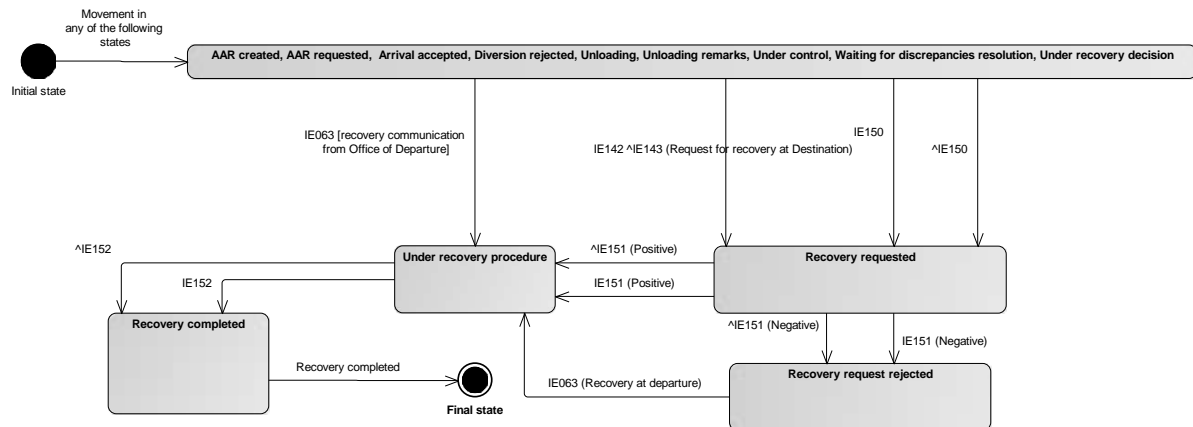 Movement in
any of the following
states
Initial state
AAR created, AAR requested, Arrival accepted, Diversion rejected, Unloading, Unloading remarks, Under control, Waiting for discrepancies resolution, Under recovery decision
IE063 [recovery communication
from Office of Departure]
IE142 ^IE143 (Request for recovery at Destination)
IE150
^IE150
^IE152
IE152
Under recovery procedure
^IE151 (Positive)
IE151 (Positive)
Recovery requested
Recovery completed
^IE151 (Negative)
IE151 (Negative)
Recovery completed
Final state
IE063 (Recovery at departure)
Recovery request rejected